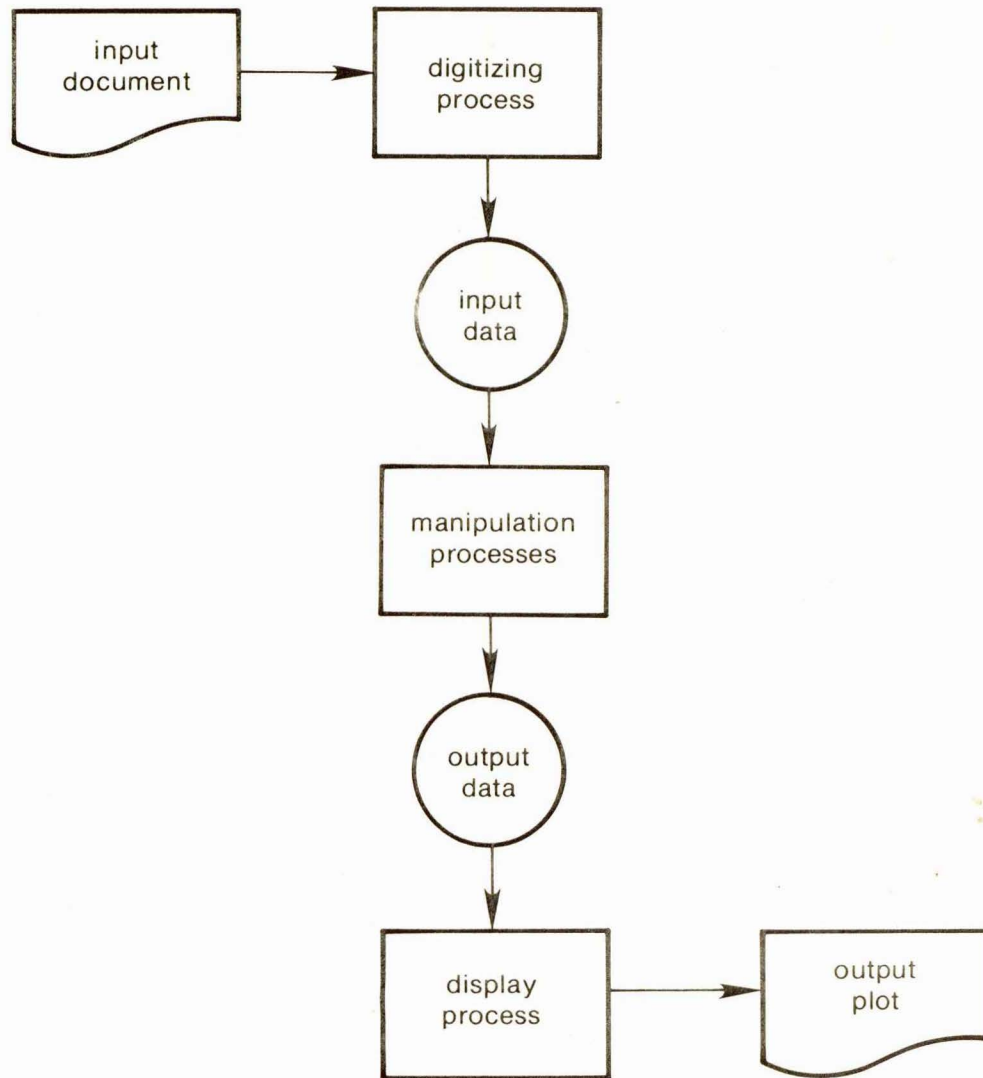 input
document
digitizing
process
input
data
manipulation
processes
output
data
display
process
output
plot